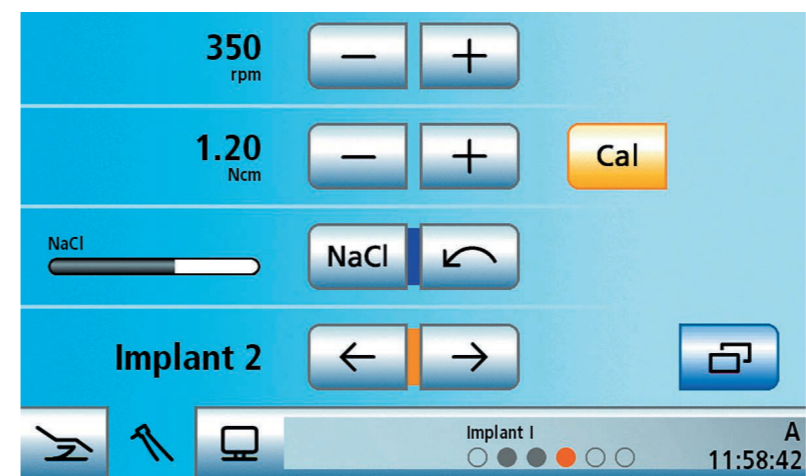 350
rpm
1.20
Ncm
Cal
NaCl
NaCl
Implant 2
Implant I
A
11:58:42